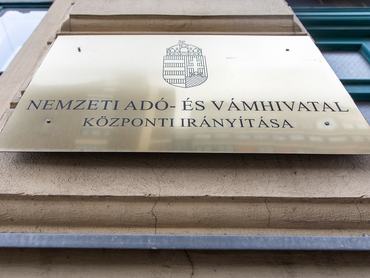 NEMZETI ADÓ- ÉS VÁMHIVATAL
KÖZPONTI IRÁNYÍTÁSA